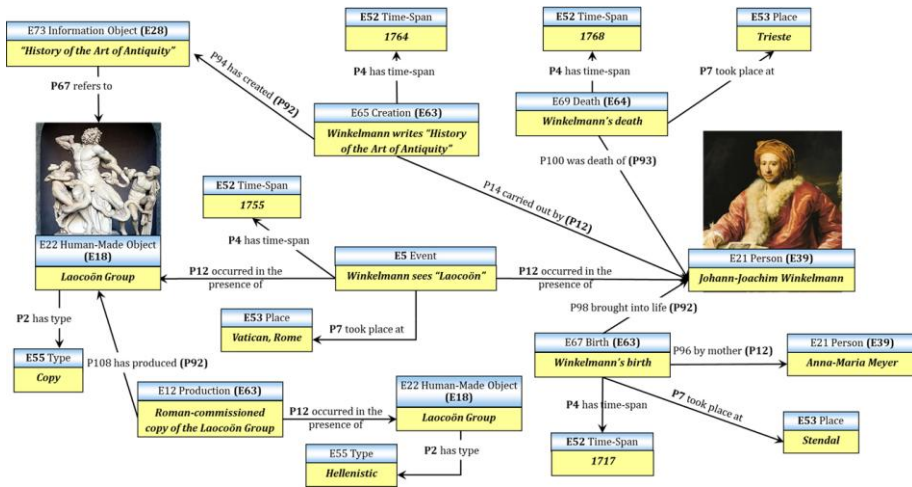 E73 Information Object (E28)
"History of the Art of Antiquity"
P67 refers to
P94 has created (P92)
E52 Time-Span
1764
P4 has time-span
E65 Creation (E63)
Winkelmann writes "History
of the Art of Antiquity"
P14 carried out by (P12)
E52 Time-Span
1768
P4 has time-span
E53 Place
Trieste
P7 took place at
E69 Death (E64)
Winkelmann's death
P100 was death of (P93)
E52 Time-Span
1755
P4 has time-span
E22 Human-Made Object
(E18)
Laocoön Group
P12 occurred in the
presence of
E5 Event
Winkelmann sees "Laocoön"
P12 occurred in the
presence of
E21 Person (E39)
Johann-Joachim Winkelmann
P2 has type
E55 Type
Copy
P108 has produced (P92)
E53 Place
Vatican, Rome
P7 took place at
P98 brought into life (P92)
E67 Birth (E63)
Winkelmann's birth
P96 by mother (P12)
E21 Person (E39)
Anna-Maria Meyer
E12 Production (E63)
Roman-commissioned
copy of the Laocoön Group
P12 occurred in the
presence of
E22 Human-Made Object
(E18)
Laocoön Group
P2 has type
E55 Type
Hellenistic
P4 has time-span
E52 Time-Span
1717
P7 took place at
E53 Place
Stendal